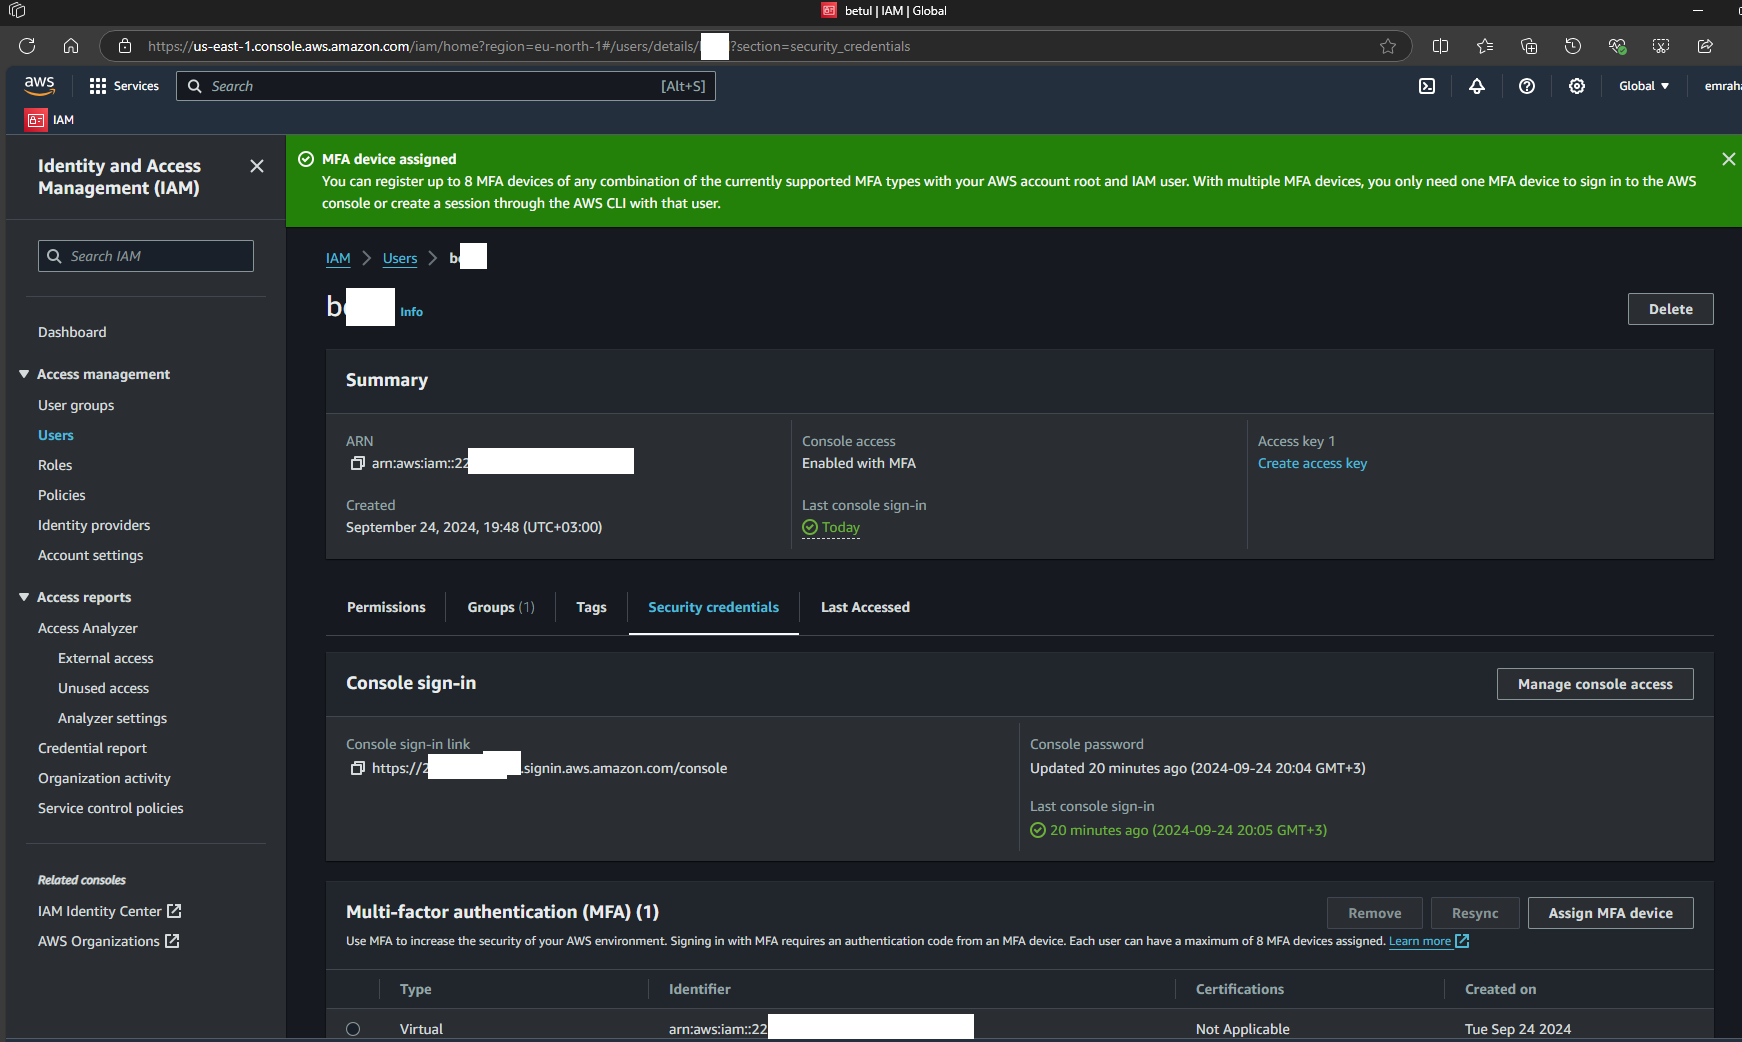 betul | IAM | Global
https://us-east-1.console.aws.amazon.com/iam/home?region=eu-north-1#/users/details/ ?section=security_credentials
aws
Services
Search
[Alt+S]
Global
emrah
IAM
Identity and Access Management (IAM)
Search IAM
Dashboard
Access management
User groups
Users
Roles
Policies
Identity providers
Account settings
Access reports
Access Analyzer
External access
Unused access
Analyzer settings
Credential report
Organization activity
Service control policies
Related consoles
IAM Identity Center
AWS Organizations
MFA device assigned
You can register up to 8 MFA devices of any combination of the currently supported MFA types with your AWS account root and IAM user. With multiple MFA devices, you only need one MFA device to sign in to the AWS
console or create a session through the AWS CLI with that user.
IAM > Users > b
b Info
Delete
Summary
ARN
arn:aws:iam::22
Created
September 24, 2024, 19:48 (UTC+03:00)
Console access
Enabled with MFA
Last console sign-in
Today
Access key 1
Create access key
Permissions
Groups (1)
Tags
Security credentials
Last Accessed
Console sign-in
Manage console access
Console sign-in link
https://2 .signin.aws.amazon.com/console
Console password
Updated 20 minutes ago (2024-09-24 20:04 GMT+3)
Last console sign-in
20 minutes ago (2024-09-24 20:05 GMT+3)
Multi-factor authentication (MFA) (1)
Remove
Resync
Assign MFA device
Use MFA to increase the security of your AWS environment. Signing in with MFA requires an authentication code from an MFA device. Each user can have a maximum of 8 MFA devices assigned. Learn more
Type
Identifier
Certifications
Created on
Virtual
arn:aws:iam::22
Not Applicable
Tue Sep 24 2024